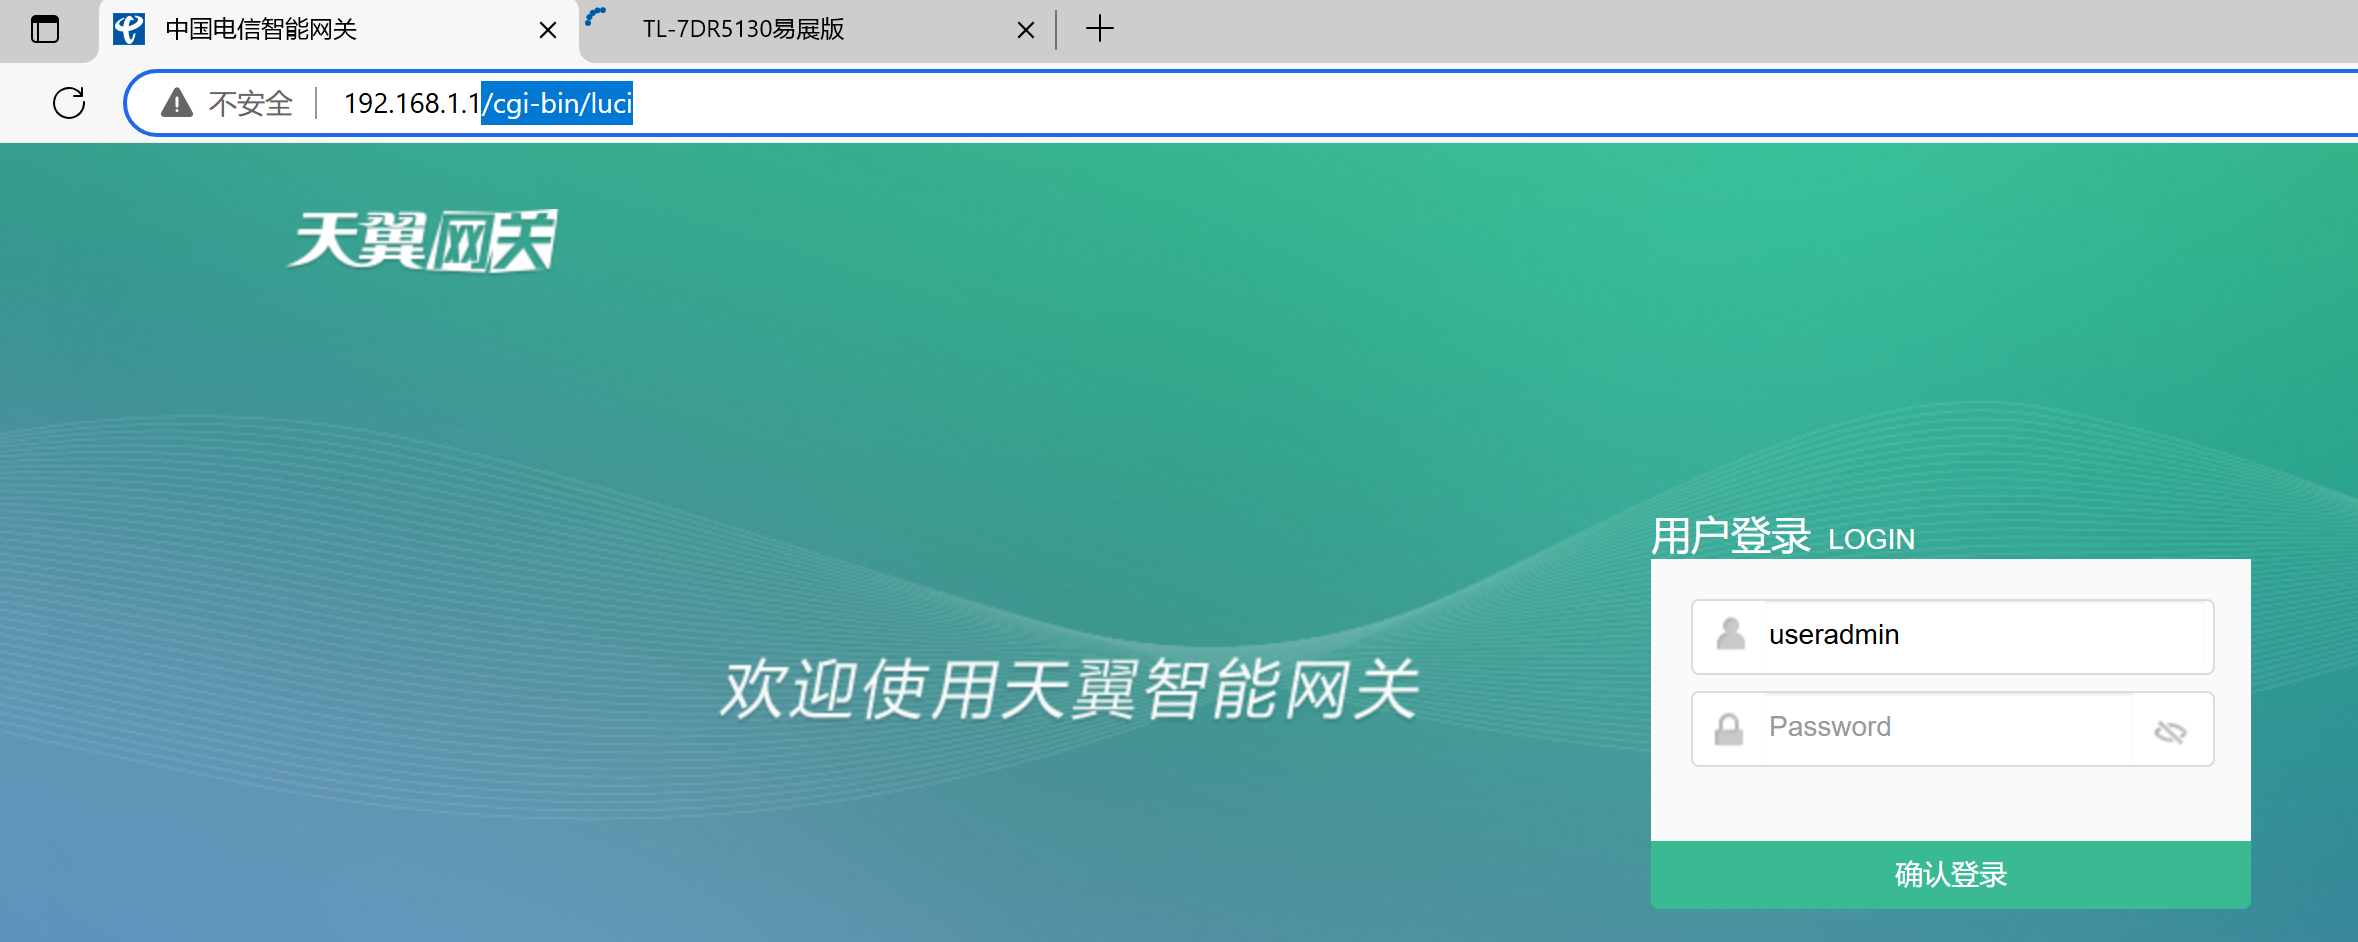 中国电信智能网关
TL-7DR5130易展版
不安全
192.168.1.1/cgi-bin/luci
天翼网关
用户登录 LOGIN
useradmin
欢迎使用天翼智能网关
Password
确认登录